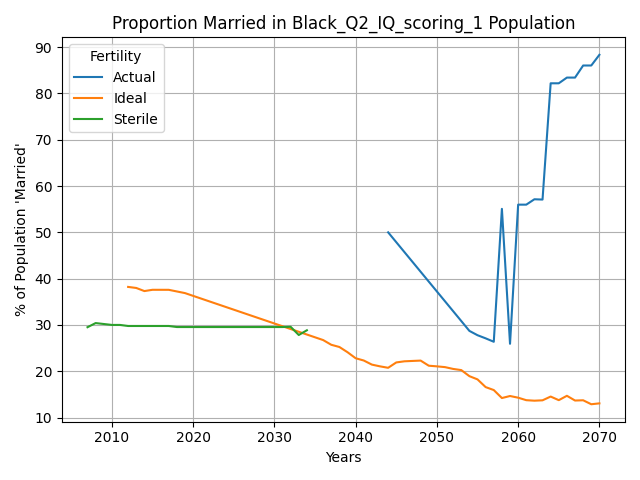 Proportion Married in Black_Q2_IQ_scoring_1 Population
Fertility
Actual
Ideal
Sterile
% of Population 'Married'
90
80
70
60
50
40
30
20
10
2010 2020 2030 2040 2050 2060 2070
Years